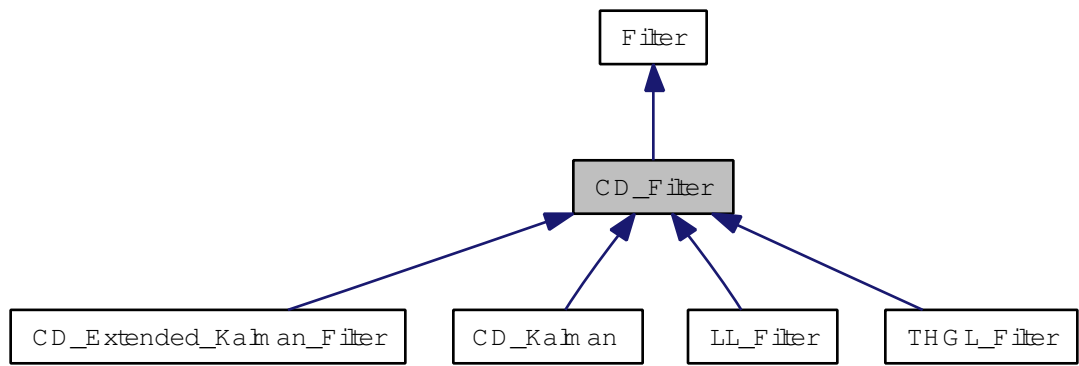 Filter
CD_Filter
CD_Extended_Kalman_Filter
CD_Kalman
LL_Filter
THGL_Filter